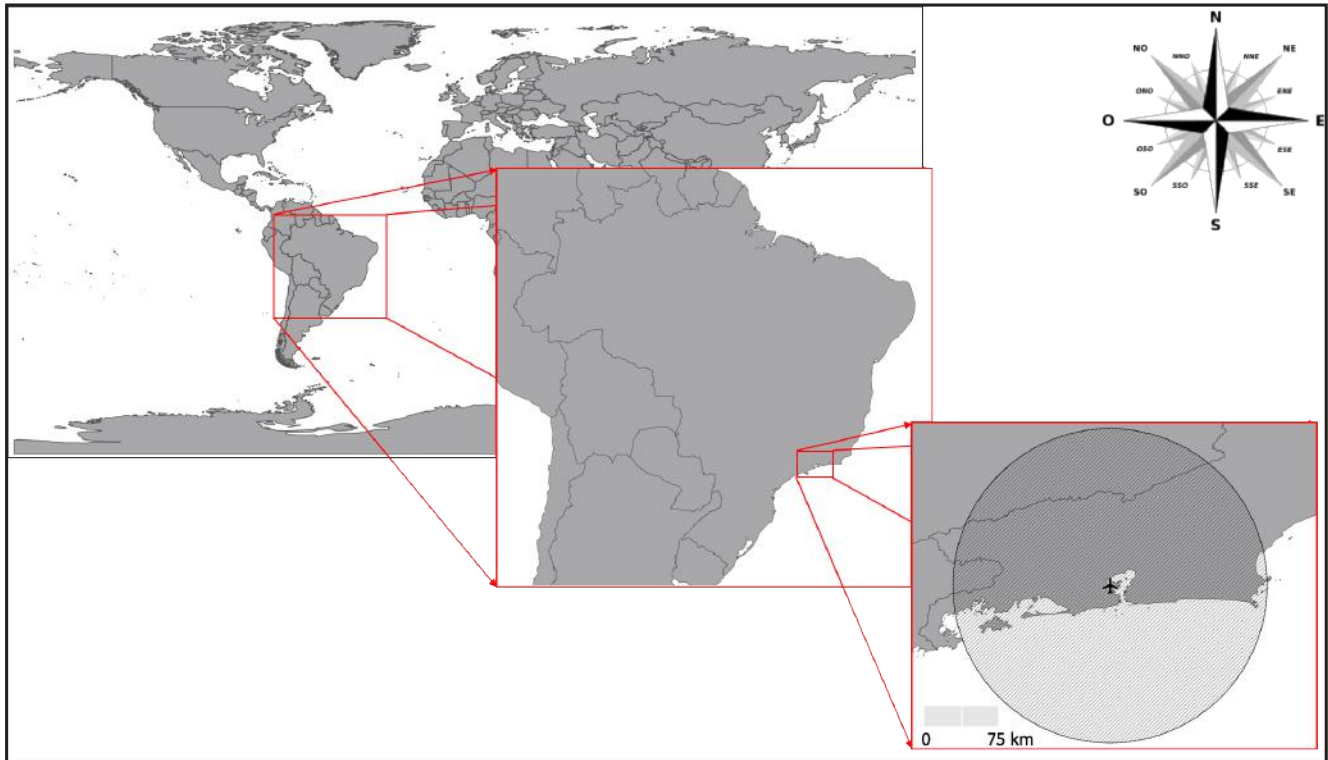 N
NO NE
NNO NNE
ONO ENE
O E
OSO ESE
SSO SSE
SO SE
S
0 75 km